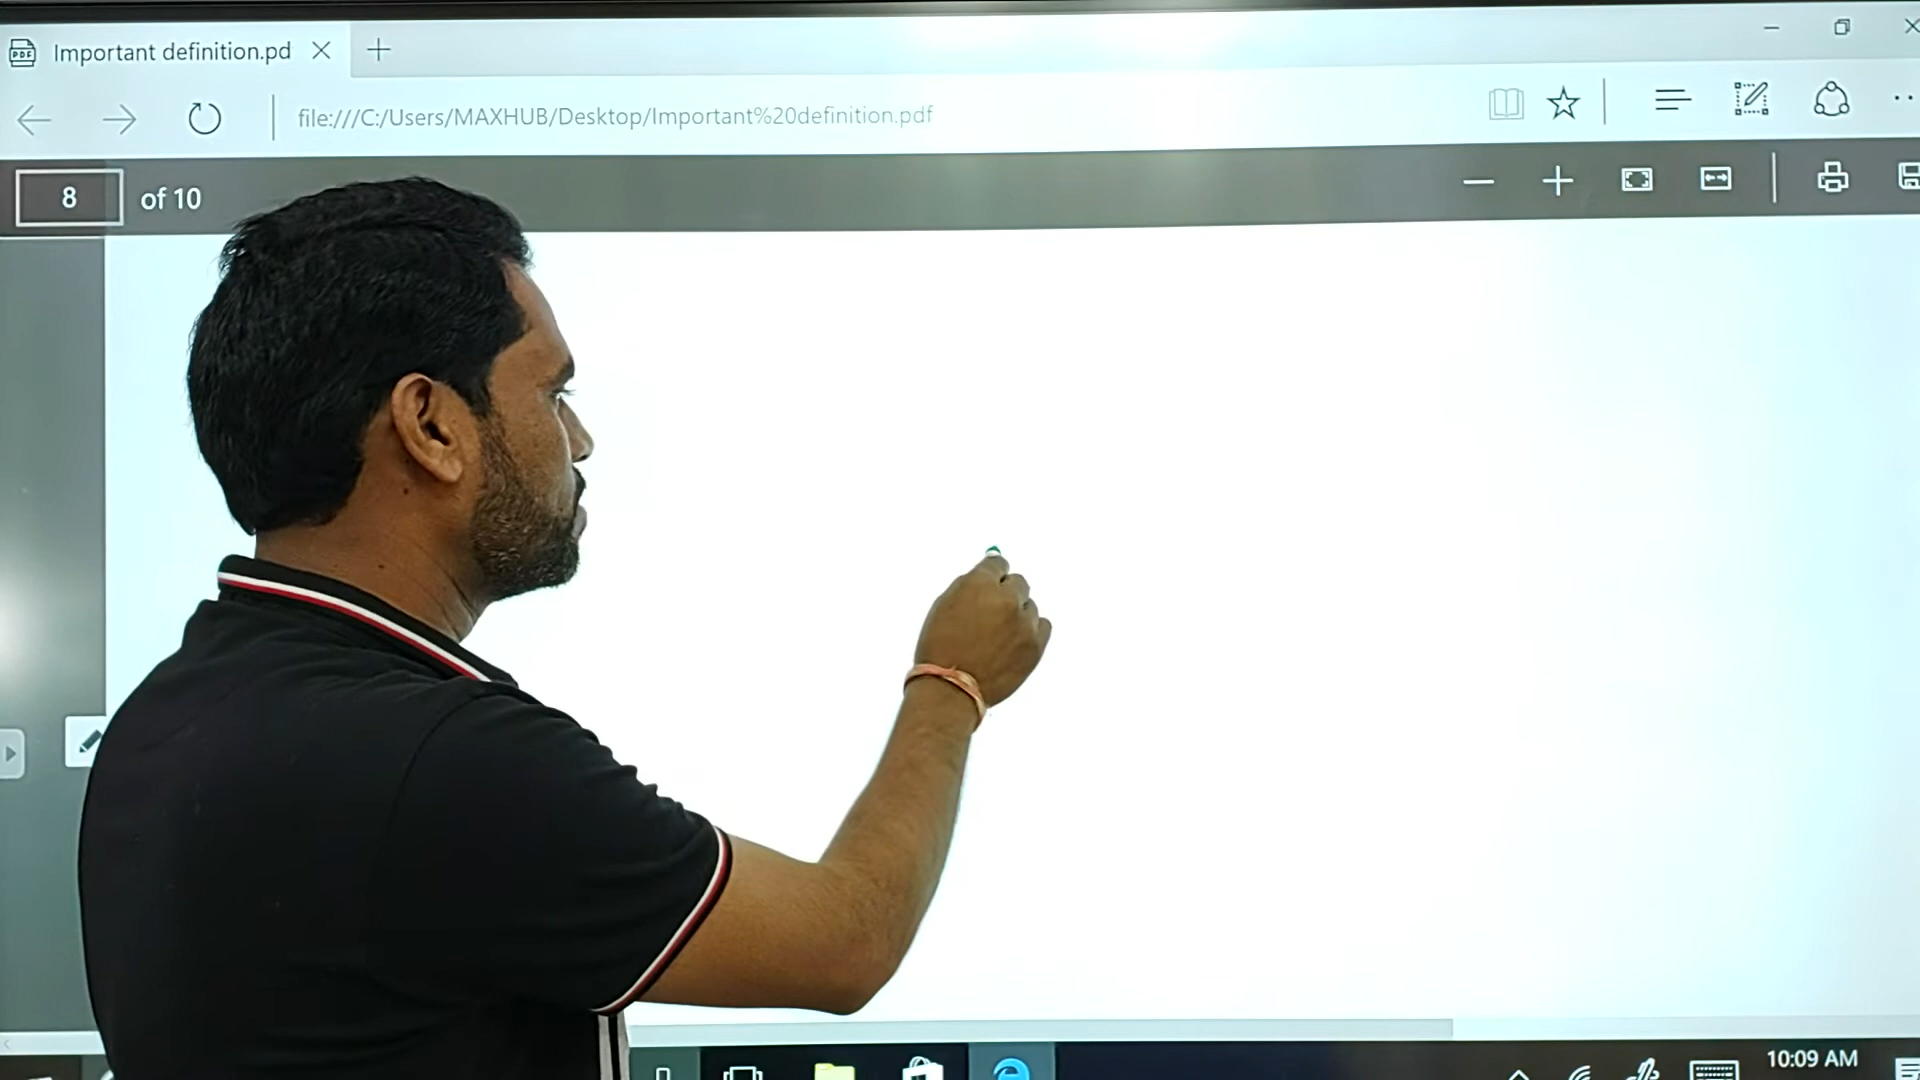 Important definition.pd
file:///C:/Users/MAXHUB/Desktop/Important%20definition.pdf
8 of 10
10:09 AM